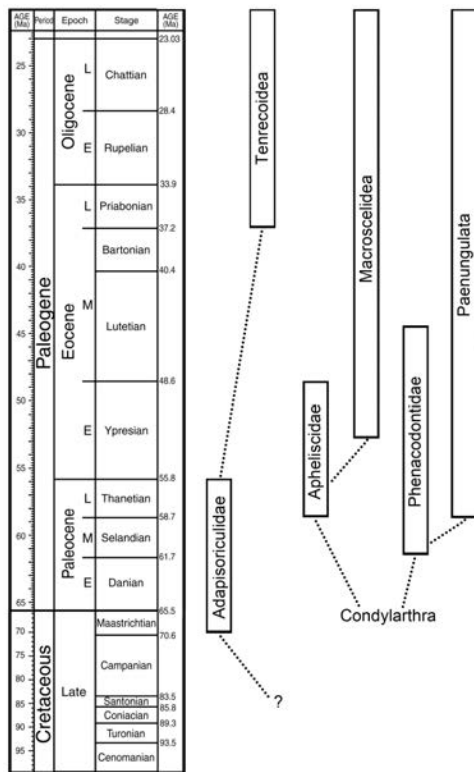 AGE
(Ma)
Period
Epoch
Stage
AGE
(Ma)
23.03
25
L
Chattian
Oligocene
28.4
30
E
Rupelian
33.9
35
L
Priabonian
37.2
Bartonian
40
40.4
Paleogene
Eocene
M
Lutetian
45
48.6
50
E
Ypresian
55
55.8
L
Thanetian
58.7
Paleocene
60
M
Selandian
61.7
E
Danian
65
65.5
Maastrichtian
70
70.6
75
Campanian
80
83.5
Santonian
85
85.8
Cretaceous
Late
Coniacian
89.3
90
Turonian
93.5
95
Cenomanian
Tenrecoidea
Macroscelidea
Paenungulata
Apheliscidae
Phenacodontidae
Adapisoriculidae
Condylarthra
?